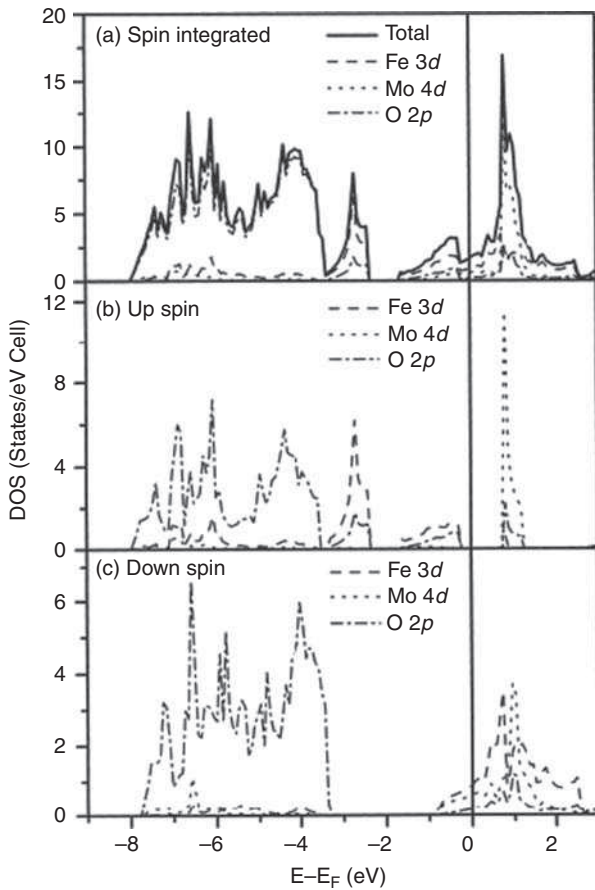 20
(a) Spin integrated
Total
Fe 3d
15
Mo 4d
O 2p
10
5
0
12
(b) Up spin
Fe 3d
Mo 4d
O 2p
8
4
0
DOS (States/eV Cell)
(c) Down spin
Fe 3d
6
Mo 4d
O 2p
4
2
0
–8
–6
–4
–2
0
2
E–E_F (eV)